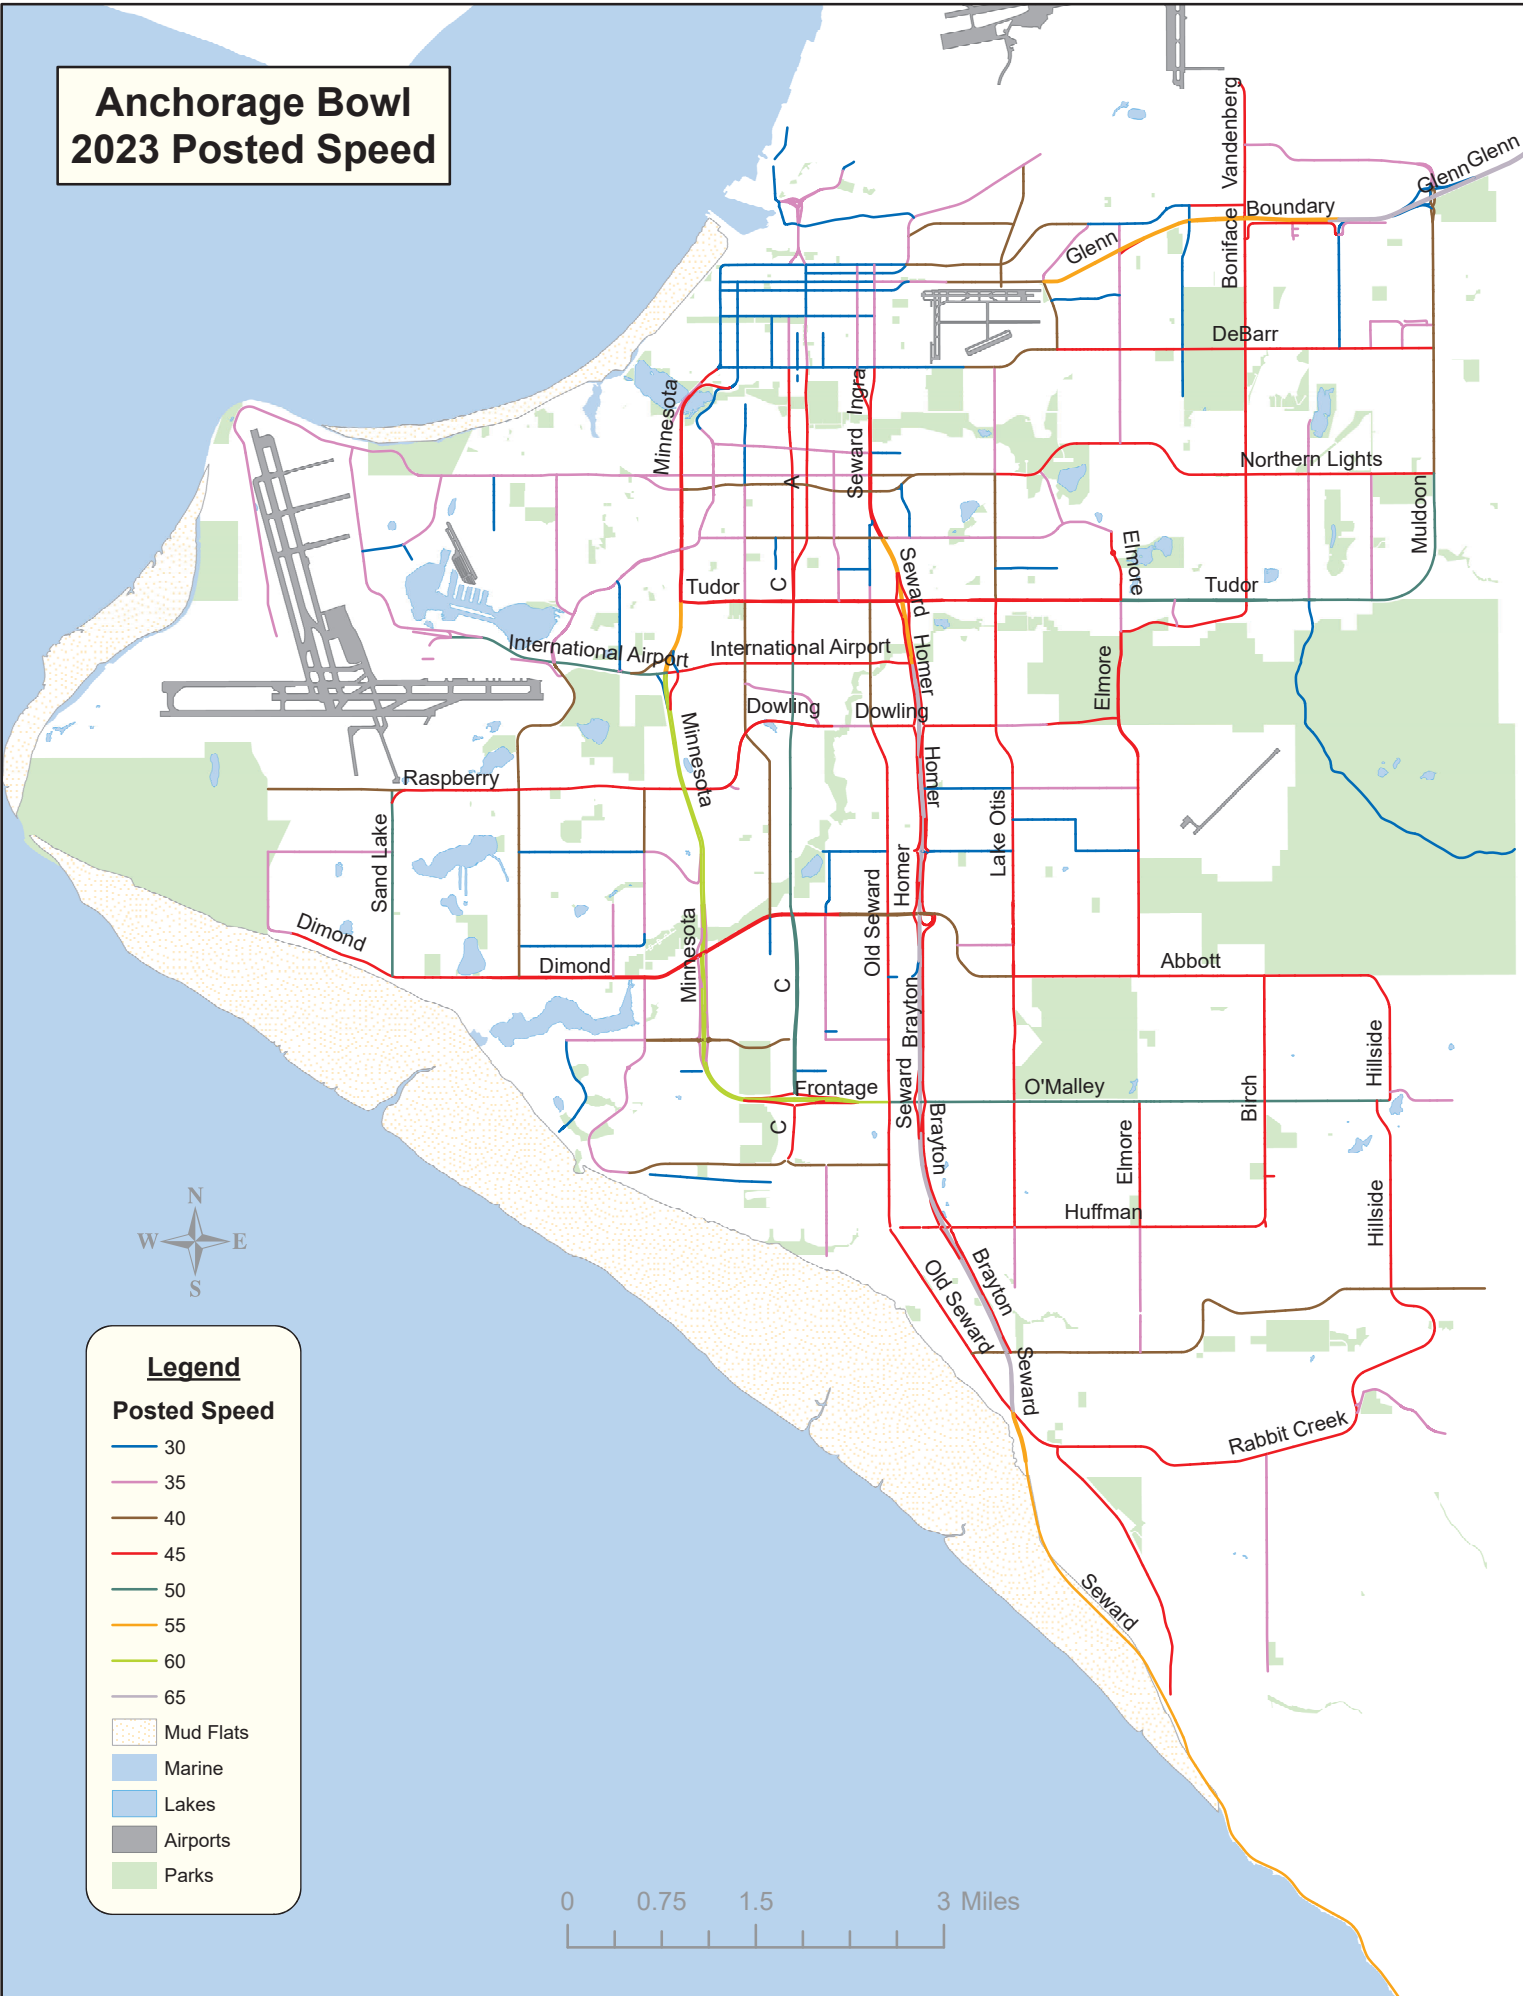 Anchorage Bowl
2023 Posted Speed
Vandenberg
Glenn
Glenn
Boundary
Boniface
Glenn
DeBarr
Minnesota
Ingra
Seward
Northern Lights
A
Muldoon
Seward
Elmore
Tudor
C
Tudor
International Airport
International Airport
Homer
Elmore
Dowling
Dowling
Minnesota
Homer
Raspberry
Lake Otis
Sand Lake
Homer
Old Seward
Dimond
Minnesota
Dimond
Abbott
C
Brayton
Hillside
Seward
Frontage
O'Malley
Birch
C
Brayton
Elmore
Hillside
Huffman
Old Seward
Brayton
Seward
Rabbit Creek
Seward
N
W
E
S
Legend
Posted Speed
30
35
40
45
50
55
60
65
Mud Flats
Marine
Lakes
Airports
Parks
0 0.75 1.5 3 Miles